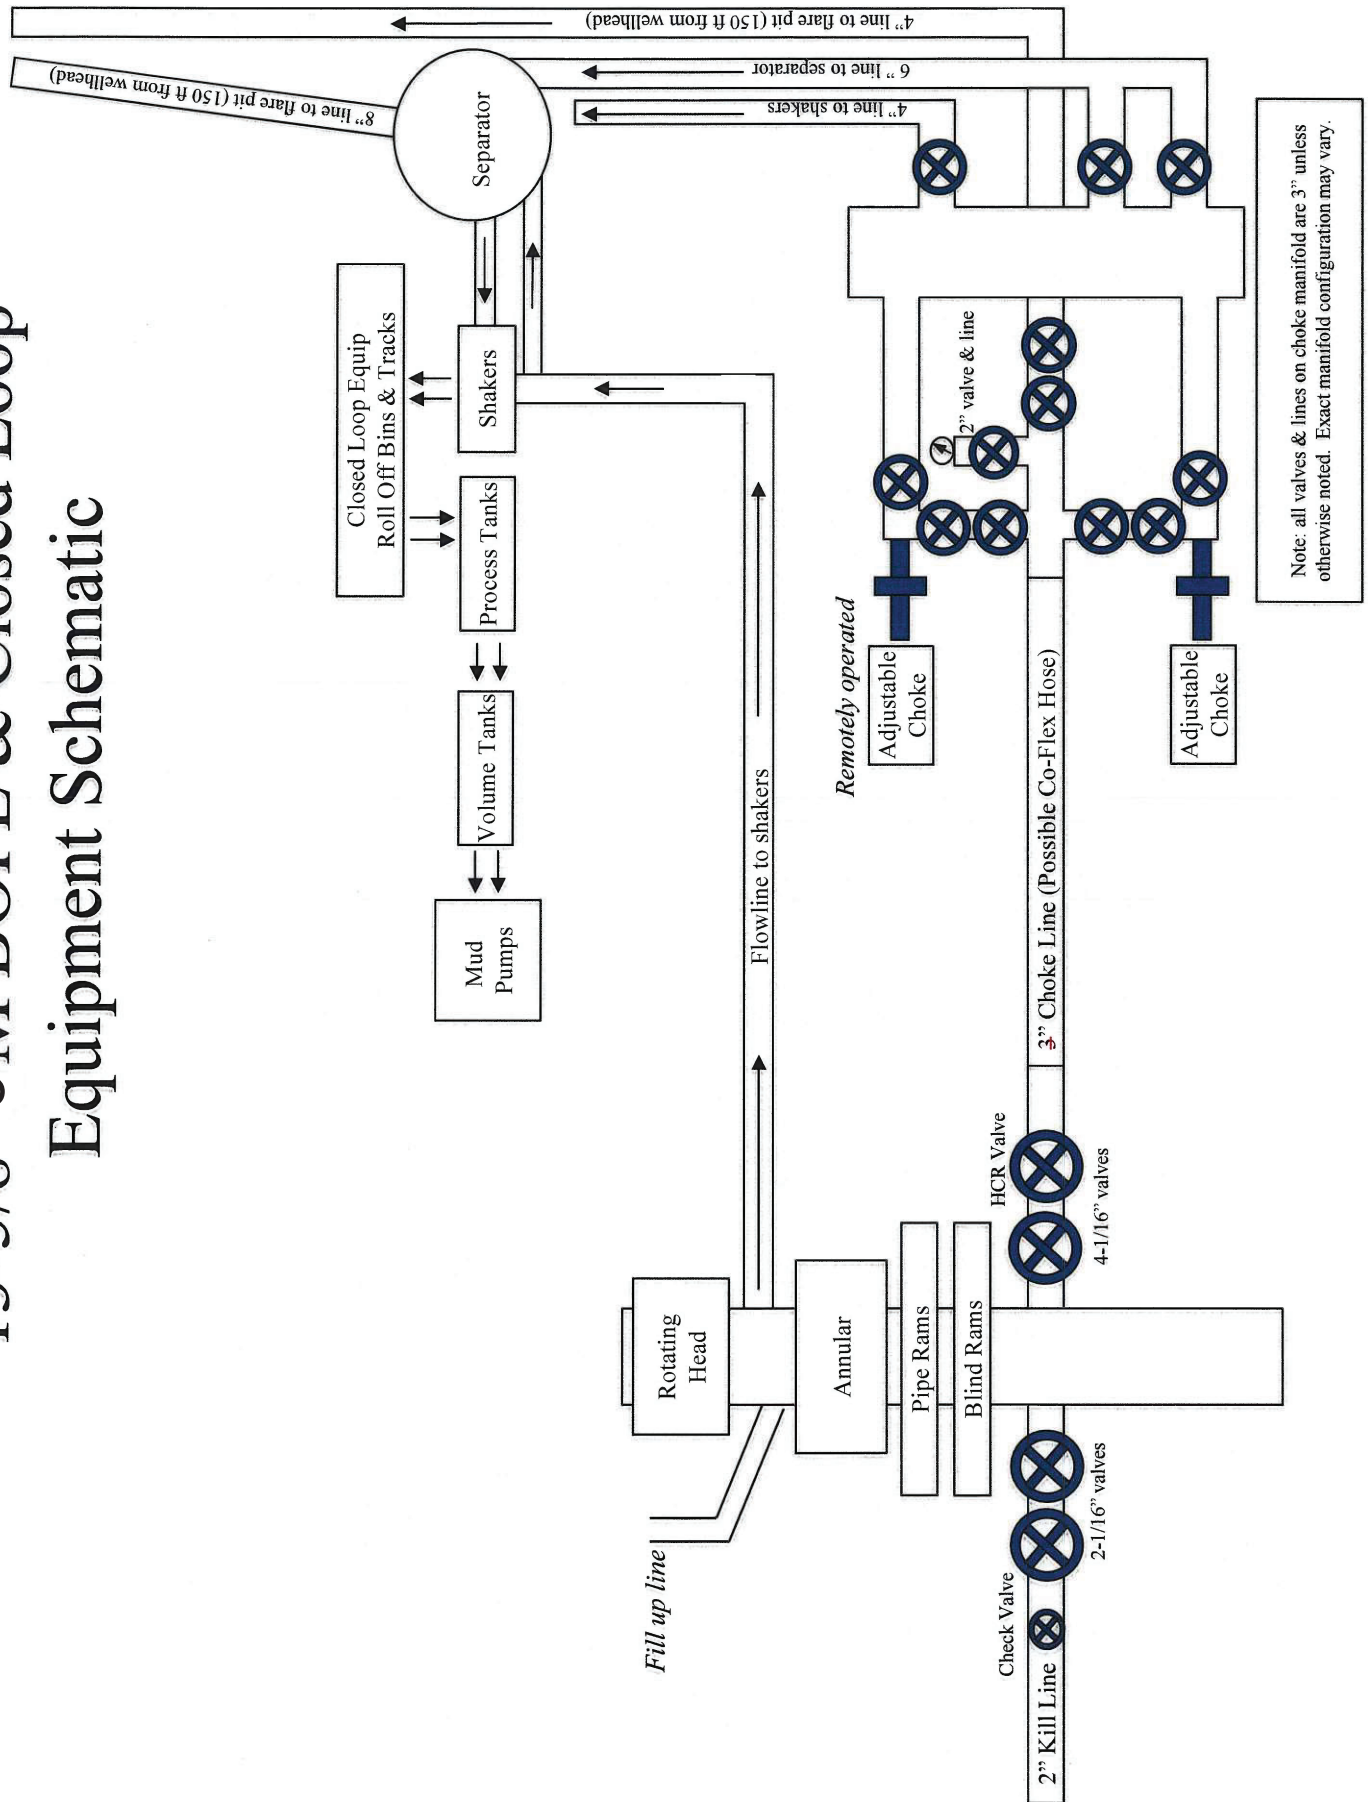 Equipment Schematic
4" line to flare pit (150 ft from wellhead)
8" line to flare pit (150 ft from wellhead)
6" line to separator
4" line to shakers
Separator
Closed Loop Equip
Roll Off Bins & Tracks
Shakers
Process Tanks
Volume Tanks
Mud
Pumps
Flowline to shakers
Fill up line
Rotating
Head
Annular
Pipe Rams
Blind Rams
2" Kill Line
Check Valve
2-1/16" valves
HCR Valve
4-1/16" valves
3" Choke Line (Possible Co-Flex Hose)
Remotely operated
Adjustable
Choke
Adjustable
Choke
2" valve & line
Note: all valves & lines on choke manifold are 3" unless
otherwise noted. Exact manifold configuration may vary.